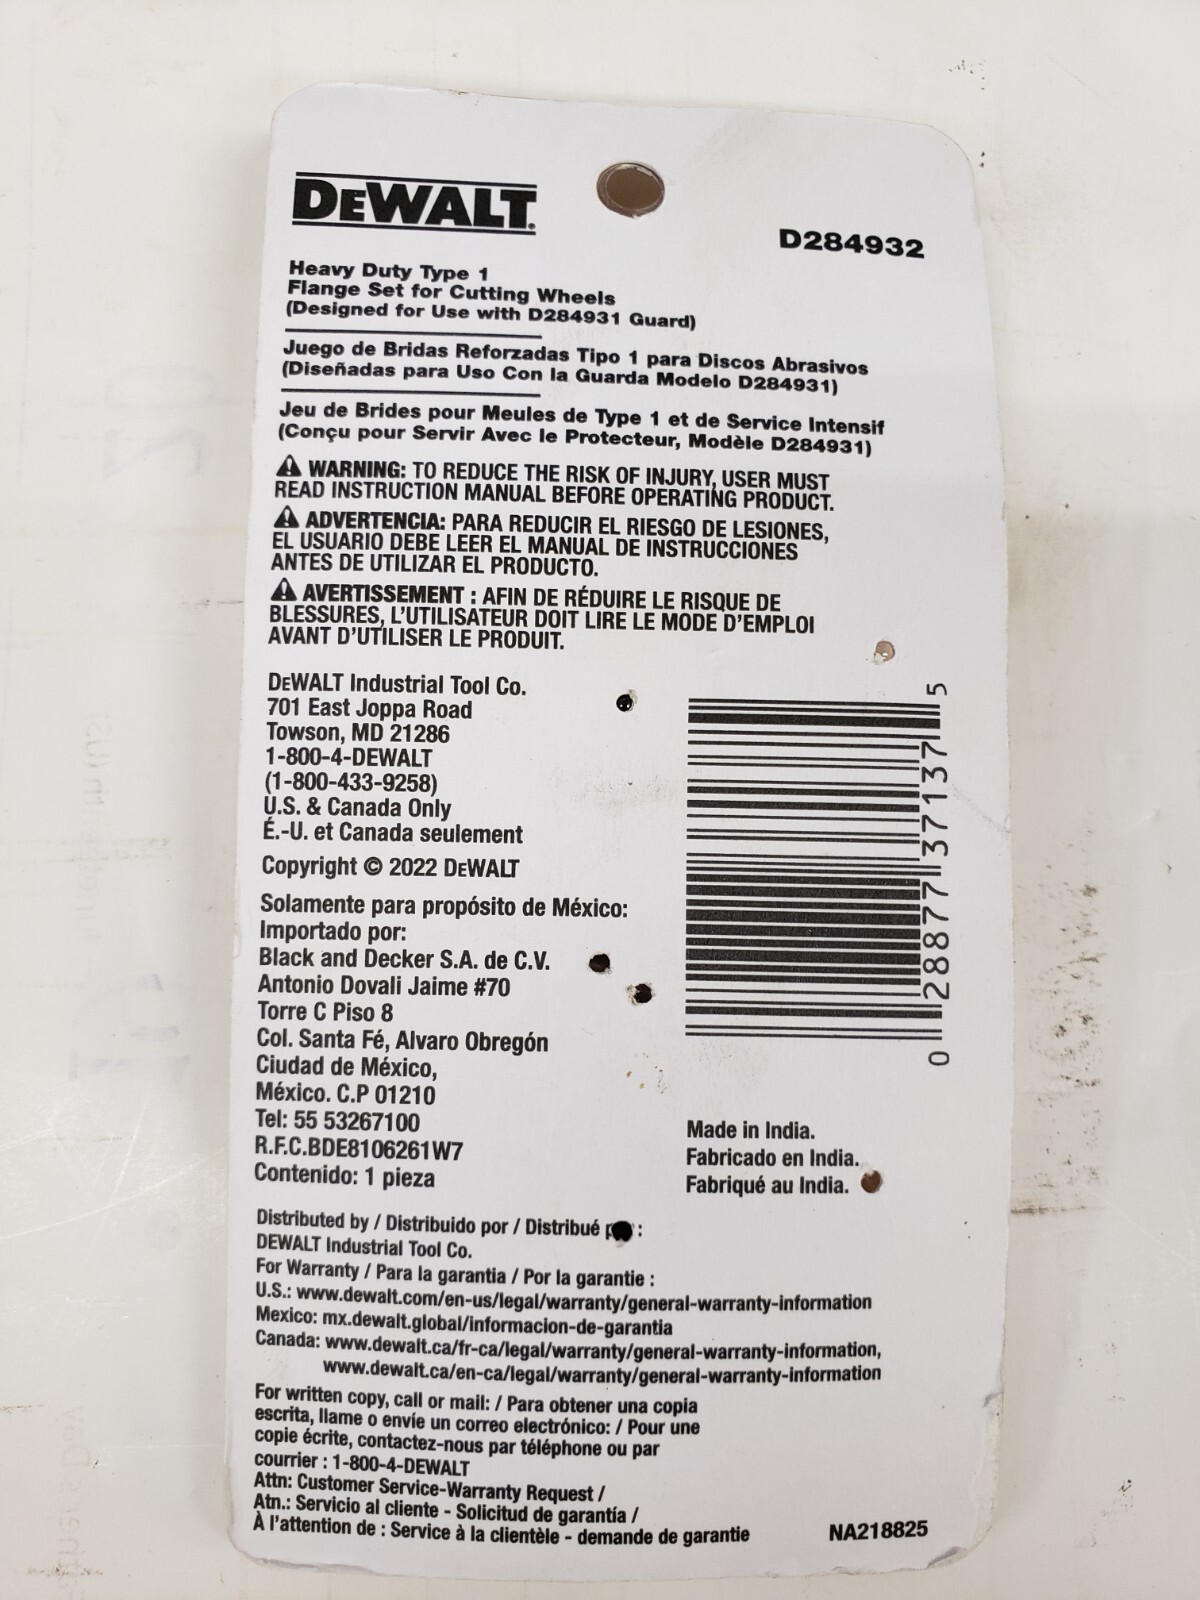 DEWALT®
D284932
Heavy Duty Type 1
Flange Set for Cutting Wheels
(Designed for Use with D284931 Guard)
Juego de Bridas Reforzadas Tipo 1 para Discos Abrasivos
(Diseñadas para Uso Con la Guarda Modelo D284931)
Jeu de Brides pour Meules de Type 1 et de Service Intensif
(Conçu pour Servir Avec le Protecteur, Modèle D284931)
WARNING: TO REDUCE THE RISK OF INJURY, USER MUST
READ INSTRUCTION MANUAL BEFORE OPERATING PRODUCT.
ADVERTENCIA: PARA REDUCIR EL RIESGO DE LESIONES,
EL USUARIO DEBE LEER EL MANUAL DE INSTRUCCIONES
ANTES DE UTILIZAR EL PRODUCTO.
AVERTISSEMENT : AFIN DE RÉDUIRE LE RISQUE DE
BLESSURES, L'UTILISATEUR DOIT LIRE LE MODE D'EMPLOI
AVANT D'UTILISER LE PRODUIT.
DEWALT Industrial Tool Co.
701 East Joppa Road
Towson, MD 21286
1-800-4-DEWALT
(1-800-433-9258)
U.S. & Canada Only
É.-U. et Canada seulement
Copyright © 2022 DEWALT
Solamente para propósito de México:
Importado por:
Black and Decker S.A. de C.V.
Antonio Dovali Jaime #70
Torre C Piso 8
Col. Santa Fé, Alvaro Obregón
Ciudad de México,
México. C.P 01210
Tel: 55 53267100
R.F.C.BDE8106261W7
Contenido: 1 pieza
0 28877 37137 5
Made in India.
Fabricado en India.
Fabriqué au India.
Distributed by / Distribuido por / Distribué :
DEWALT Industrial Tool Co.
For Warranty / Para la garantia / Por la garantie :
U.S.: www.dewalt.com/en-us/legal/warranty/general-warranty-information
Mexico: mx.dewalt.global/informacion-de-garantia
Canada: www.dewalt.ca/fr-ca/legal/warranty/general-warranty-information,
www.dewalt.ca/en-ca/legal/warranty/general-warranty-information
For written copy, call or mail: / Para obtener una copia
escrita, llame o envíe un correo electrónico: / Pour une
copie écrite, contactez-nous par téléphone ou par
courrier : 1-800-4-DEWALT
Attn: Customer Service-Warranty Request /
Atn.: Servicio al cliente - Solicitud de garantía /
À l'attention de : Service à la clientèle - demande de garantie
NA218825